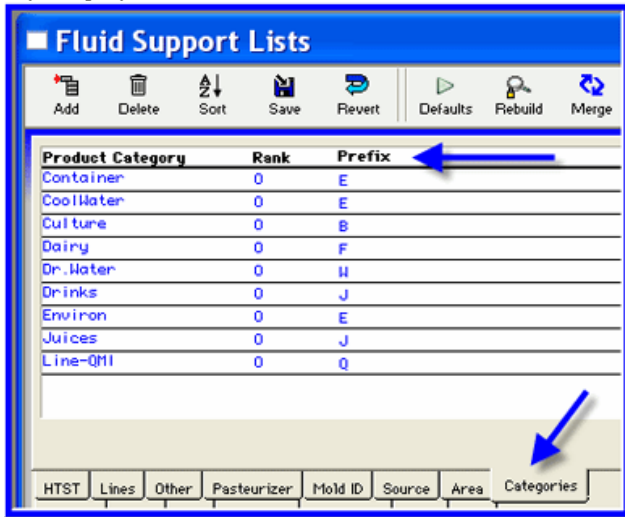 Fluid Support Lists
Add Delete Sort Save Revert Defaults Rebuild Merge
Product Category Rank Prefix
Container 0 E
CoolWater 0 E
Culture 0 B
Dairy 0 F
Dr.Water 0 W
Drinks 0 J
Environ 0 E
Juices 0 J
Line-QMI 0 Q
HTST Lines Other Pasteurizer Mold ID Source Area Categories